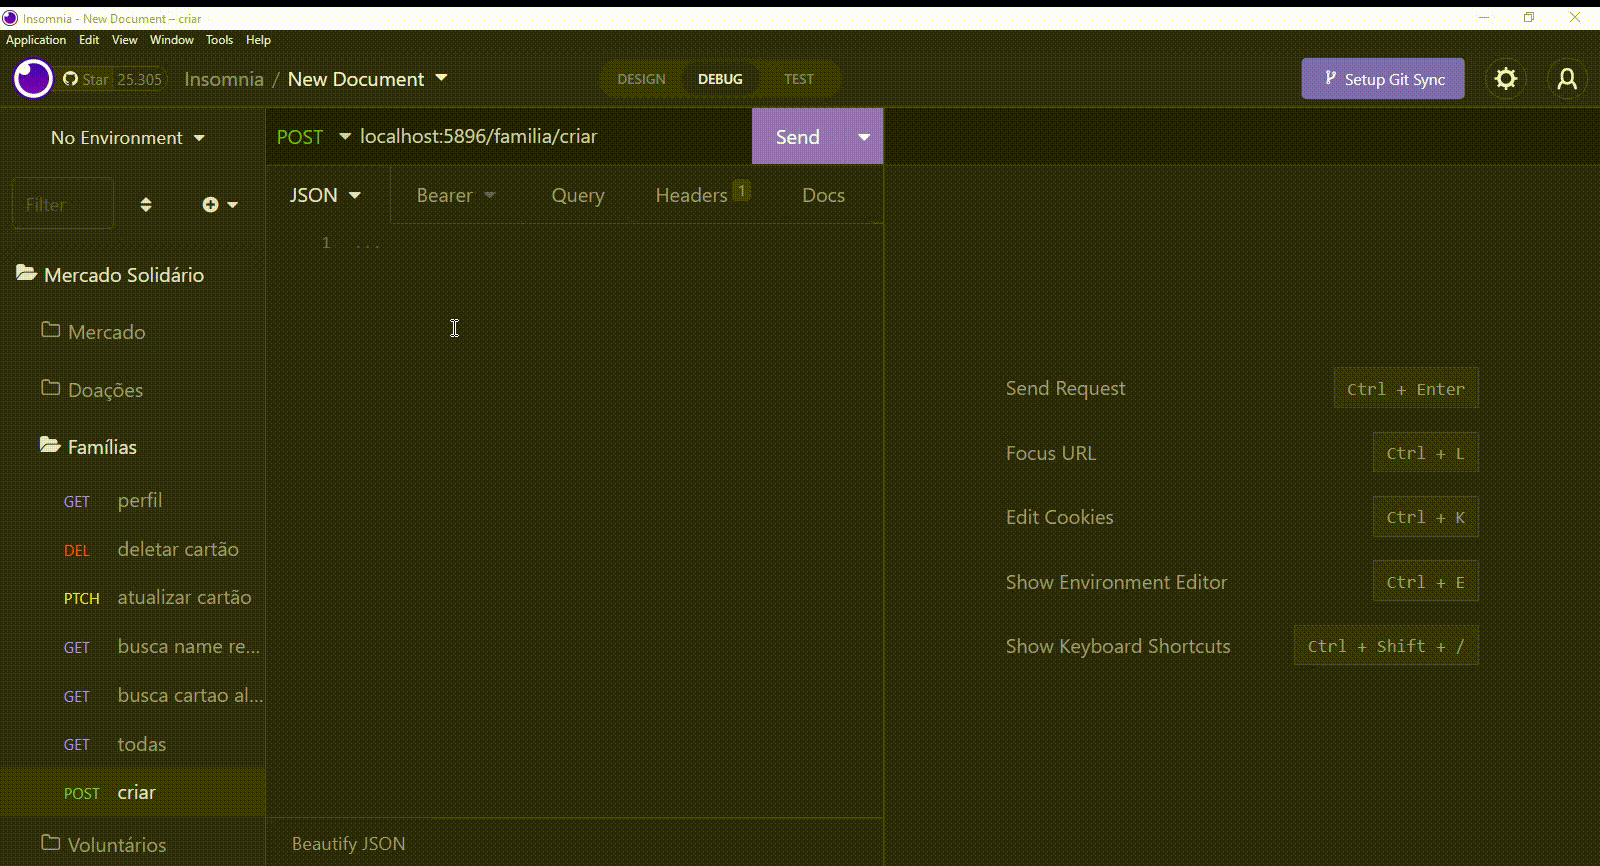 Insomnia - New Document – criar
Application Edit View Window Tools Help
Star 25.305 Insomnia / New Document DESIGN DEBUG TEST Setup Git Sync
No Environment
POST localhost:5896/familia/criar Send
Filter
JSON Bearer Query Headers 1 Docs
1 ...
Mercado Solidário
Mercado
Doações
Famílias
GET perfil
DEL deletar cartão
PTCH atualizar cartão
GET busca name re...
GET busca cartao al...
GET todas
POST criar
Voluntários
Beautify JSON
Send Request Ctrl + Enter
Focus URL Ctrl + L
Edit Cookies Ctrl + K
Show Environment Editor Ctrl + E
Show Keyboard Shortcuts Ctrl + Shift + /